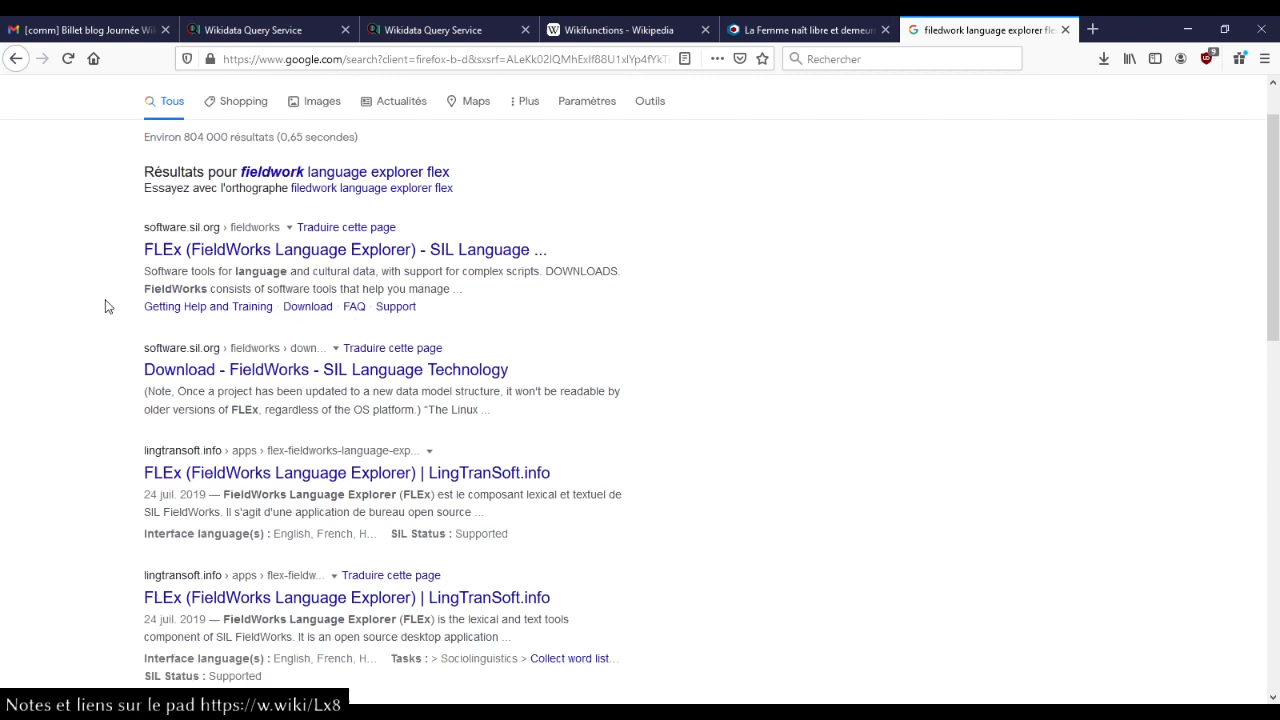 [comm] Billet blog Journée Wi
Wikidata Query Service
Wikidata Query Service
Wikifunctions - Wikipedia
La Femme naît libre et demeur
filedwork language explorer fle
https://www.google.com/search?client=firefox-b-d&sxsrf=
Rechercher
9
Tous
Shopping
Images
Actualités
Maps
Plus
Paramètres
Outils
Environ 804 000 résultats (0,65 secondes)
Résultats pour fieldwork language explorer flex
Essayez avec l'orthographe filedwork language explorer flex
software.sil.org › fieldworks Traduire cette page
FLEx (FieldWorks Language Explorer) - SIL Language ...
Software tools for language and cultural data, with support for complex scripts. DOWNLOADS.
FieldWorks consists of software tools that help you manage ...
Getting Help and Training · Download · FAQ · Support
software.sil.org › fieldworks › down... Traduire cette page
Download - FieldWorks - SIL Language Technology
(Note, Once a project has been updated to a new data model structure, it won't be readable by
older versions of FLEx, regardless of the OS platform.) “The Linux ...
lingtransoft.info › apps › flex-fieldworks-language-exp...
FLEx (FieldWorks Language Explorer) | LingTranSoft.info
24 juil. 2019 — FieldWorks Language Explorer (FLEx) est le composant lexical et textuel de
SIL FieldWorks. Il s'agit d'une application de bureau open source ...
Interface language(s) : English, French, H... SIL Status : Supported
lingtransoft.info › apps › flex-fieldw... Traduire cette page
FLEx (FieldWorks Language Explorer) | LingTranSoft.info
24 juil. 2019 — FieldWorks Language Explorer (FLEx) is the lexical and text tools
component of SIL FieldWorks. It is an open source desktop application ...
Interface language(s) : English, French, H... Tasks : > Sociolinguistics > Collect word list...
SIL Status : Supported
Notes et liens sur le pad https://w.wiki/Lx8